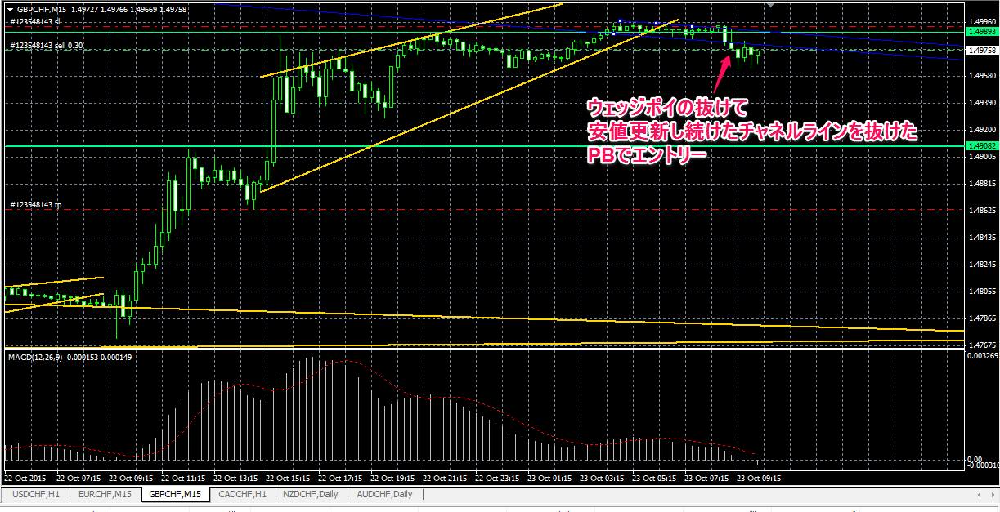 GBPCHF,M15 1.49727 1.49766 1.49669 1.49758
#123548143 sl
#123548143 sell 0.30
#123548143 tp
ウェッジポイの抜けて
安値更新し続けたチャネルラインを抜けた
PBでエントリー
1.49960
1.49893
1.49758
1.49580
1.49390
1.49200
1.49082
1.49005
1.48815
1.48625
1.48435
1.48245
1.48055
1.47865
1.47675
MACD(12,26,9) -0.000153 0.000149
0.003269
0.00
-0.000316
22 Oct 2015 22 Oct 07:15 22 Oct 09:15 22 Oct 11:15 22 Oct 13:15 22 Oct 15:15 22 Oct 17:15 22 Oct 19:15 22 Oct 21:15 22 Oct 23:15 23 Oct 01:15 23 Oct 03:15 23 Oct 05:15 23 Oct 07:15 23 Oct 09:15
USDCHF,H1 EURCHF,M15 GBPCHF,M15 CADCHF,H1 NZDCHF,Daily AUDCHF,Daily